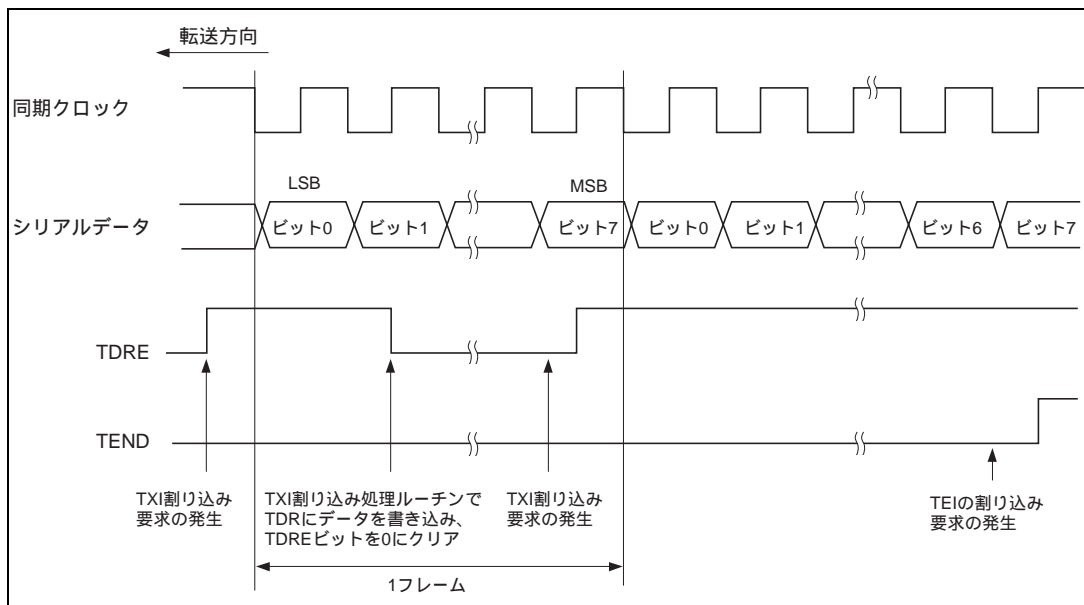 転送方向
同期クロック
LSB
MSB
シリアルデータ
ビット0
ビット1
ビット7
ビット0
ビット1
ビット6
ビット7
TDRE
TEND
TXI割り込み
要求の発生
TXI割り込み処理ルーチンで
TDRにデータを書き込み、
TDREビットを0にクリア
TXI割り込み
要求の発生
TEIの割り込み
要求の発生
1フレーム